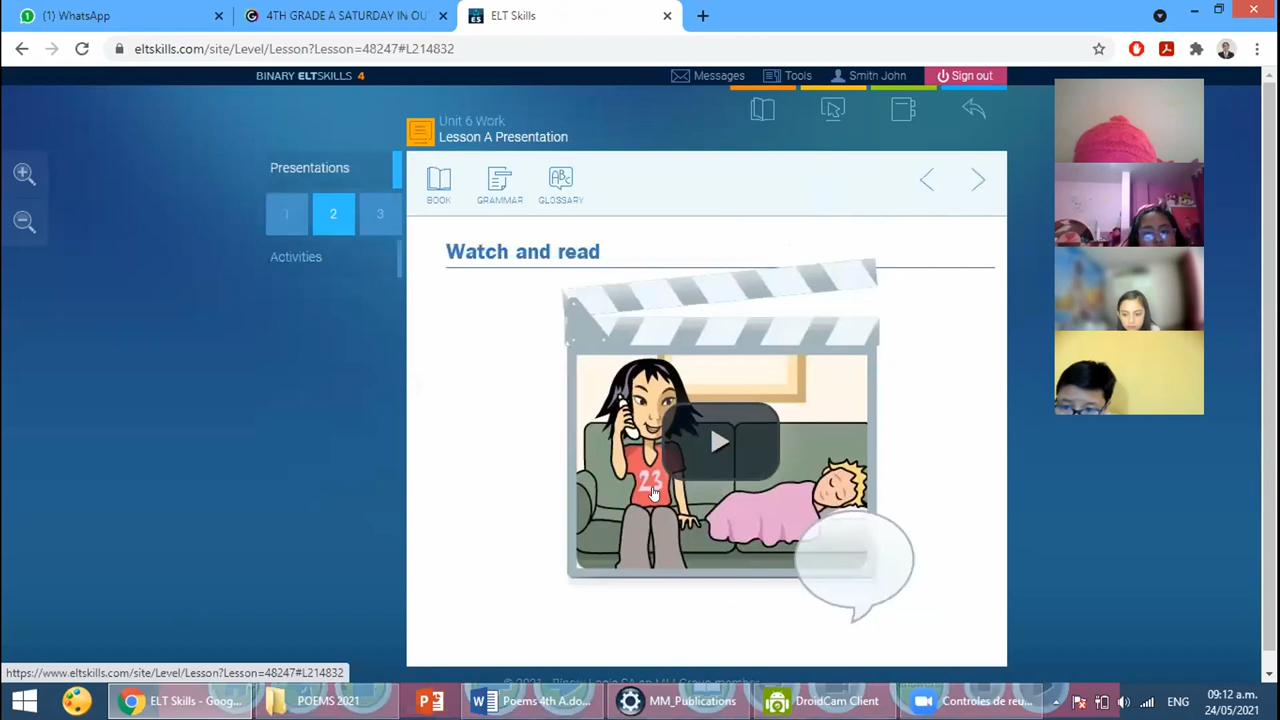 (1) WhatsApp
4TH GRADE A SATURDAY IN OU
ELT Skills
eltskills.com/site/Level/Lesson?Lesson=48247#L214832
BINARY ELTSKILLS 4
Messages
Tools
Smith John
Sign out
Unit 6 Work
Lesson A Presentation
Presentations
1
2
3
Activities
BOOK
GRAMMAR
ABC
GLOSSARY
Watch and read
23
https://www.eltskills.com/site/Level/Lesson?Lesson=48247#L214832
ELT Skills - Goog...
POEMS 2021
Poems 4th A.do...
MM_Publications
DroidCam Client
Controles de reu...
ENG
09:12 a.m.
24/05/2021